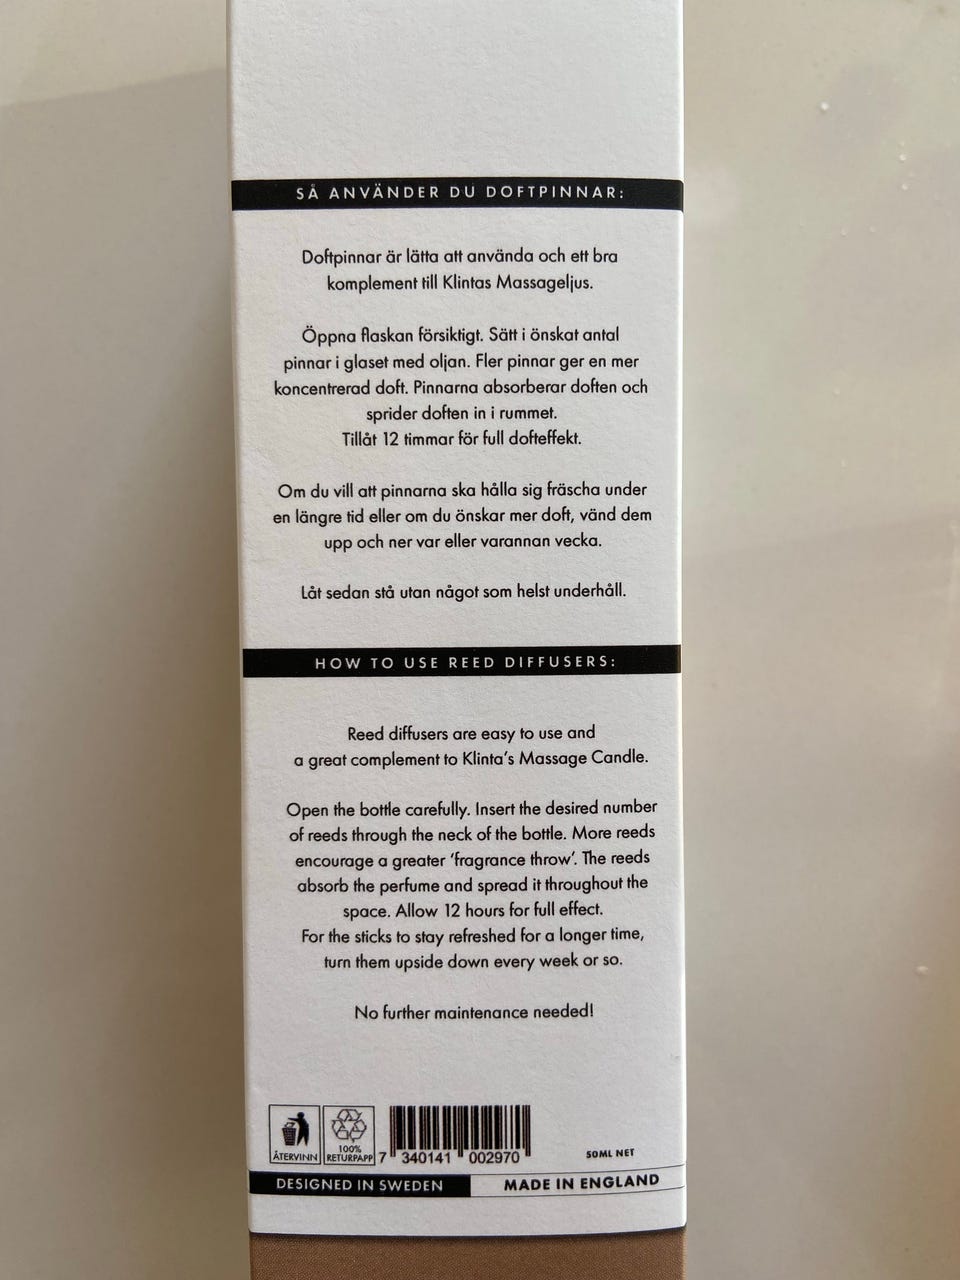 SÅ ANVÄNDER DU DOFTPINNAR:
Doftpinnar är lätta att använda och ett bra
komplement till Klintas Massageljus.
Öppna flaskan försiktigt. Sätt i önskat antal
pinnar i glaset med oljan. Fler pinnar ger en mer
koncentrerad doft. Pinnarna absorberar doften och
sprider doften in i rummet.
Tillåt 12 timmar för full dofteffekt.
Om du vill att pinnarna ska hålla sig fräscha under
en längre tid eller om du önskar mer doft, vänd dem
upp och ner var eller varannan vecka.
Låt sedan stå utan något som helst underhåll.
HOW TO USE REED DIFFUSERS:
Reed diffusers are easy to use and
a great complement to Klinta’s Massage Candle.
Open the bottle carefully. Insert the desired number
of reeds through the neck of the bottle. More reeds
encourage a greater ‘fragrance throw’. The reeds
absorb the perfume and spread it throughout the
space. Allow 12 hours for full effect.
For the sticks to stay refreshed for a longer time,
turn them upside down every week or so.
No further maintenance needed!
ÅTERVINN
100%
RETURPAPP
7 340141 002970
50ML NET
DESIGNED IN SWEDEN
MADE IN ENGLAND